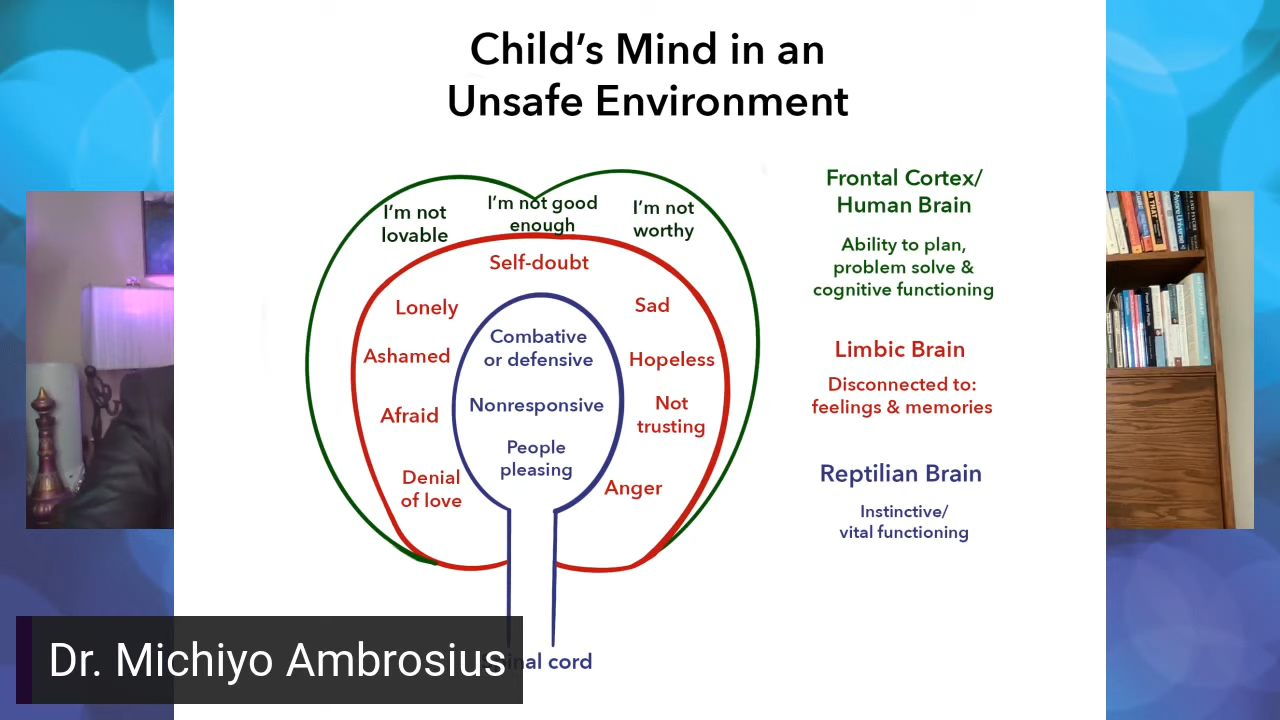 Child's Mind in an
Unsafe Environment
I'm not
lovable
I'm not good
enough
I'm not
worthy
Self-doubt
Lonely
Sad
Ashamed
Hopeless
Afraid
Not
trusting
Denial
of love
Anger
Combative
or defensive
Nonresponsive
People
pleasing
Frontal Cortex/
Human Brain
Ability to plan,
problem solve &
cognitive functioning
Limbic Brain
Disconnected to:
feelings & memories
Reptilian Brain
Instinctive/
vital functioning
cord
Dr. Michiyo Ambrosius